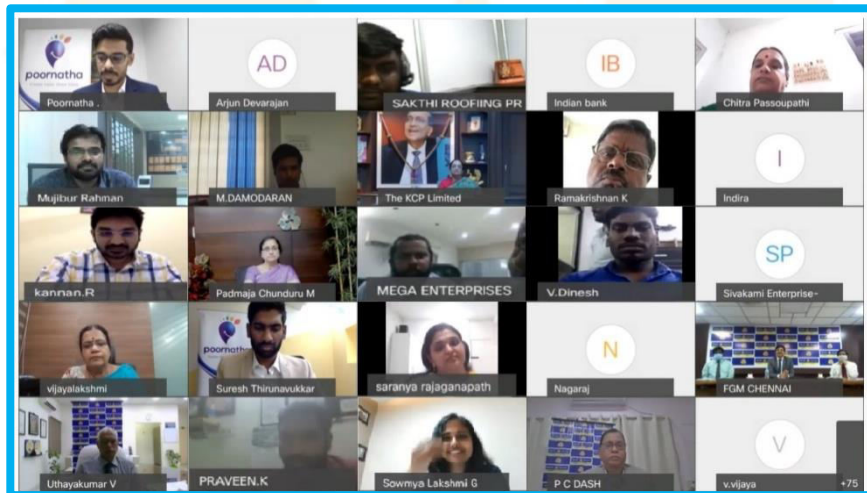 poornatha
Poornatha .
AD
Arjun Devarajan
SAKTHI ROOFIING PR
IB
Indian bank
Chitra Passoupathi
Mujibur Rahman
M.DAMODARAN
The KCP Limited
Ramakrishnan K
I
Indira
kannan.R
Padmaja Chunduru M
MEGA ENTERPRISES
V.Dinesh
SP
Sivakami Enterprise-
vijayalakshmi
poornatha
Suresh Thirunavukkar
saranya rajaganapath
N
Nagaraj
FGM CHENNAI
Uthayakumar V
PRAVEEN.K
Sowmya Lakshmi G
P C DASH
V
v.vijaya
+75